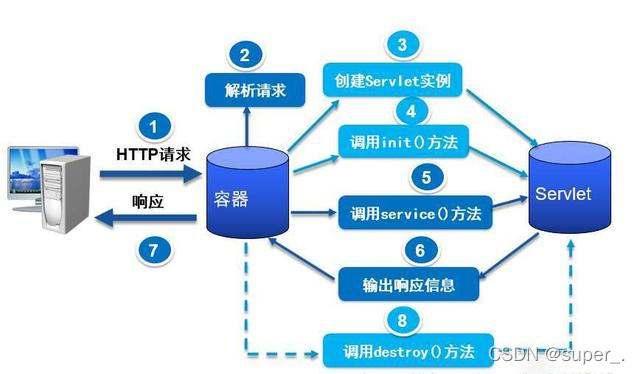 1
HTTP请求
响应
7
2
解析请求
容器
3
创建Servlet实例
4
调用init()方法
5
调用service()方法
6
输出响应信息
8
调用destroy()方法
Servlet
CSDN @super_.